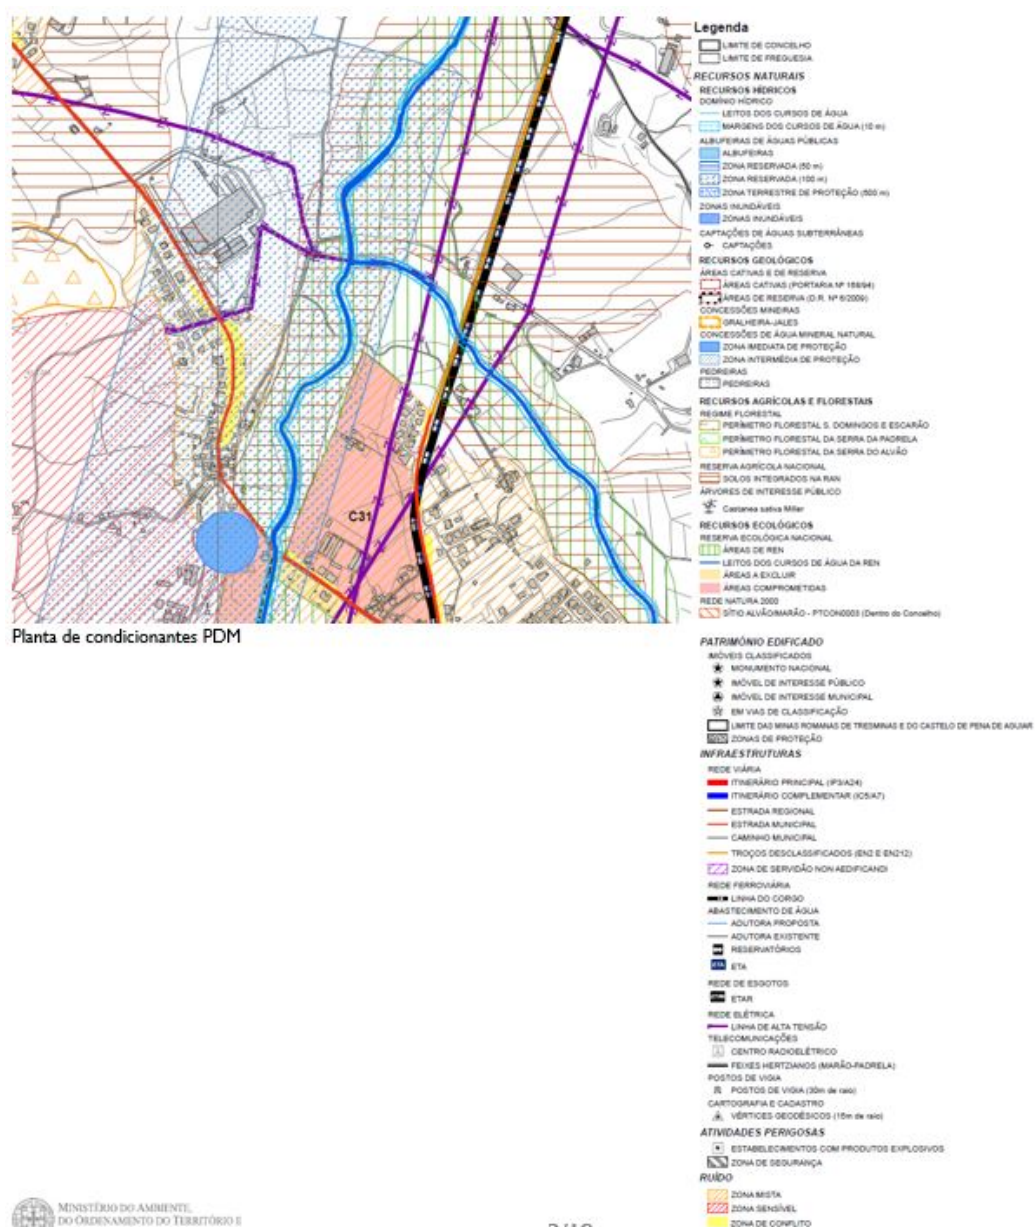 C31
Planta de condicionantes PDM
Legenda
LIMITE DE CONCELHO
LIMITE DE FREGUESIA
RECURSOS NATURAIS
RECURSOS HÍDRICOS
DOMÍNIO HÍDRICO
LEITOS DOS CURSOS DE ÁGUA
MARGENS DOS CURSOS DE ÁGUA (10 m)
ALBUFEIRAS DE ÁGUAS PÚBLICAS
ALBUFEIRAS
ZONA RESERVADA (50 m)
ZONA RESERVADA (100 m)
ZONA TERRESTRE DE PROTEÇÃO (500 m)
ZONAS INUNDÁVEIS
ZONAS INUNDÁVEIS
CAPTAÇÕES DE ÁGUAS SUBTERRÂNEAS
CAPTAÇÕES
RECURSOS GEOLÓGICOS
ÁREAS CATIVAS E DE RESERVA
ÁREAS CATIVAS (PORTARIA Nº
ÁREAS DE RESERVA (D.R. Nº 6/2009)
CONCESSÕES MINEIRAS
GRALHEIRA-JALES
CONCESSÕES DE ÁGUA MINERAL NATURAL
ZONA IMEDIATA DE PROTEÇÃO
ZONA INTERMÉDIA DE PROTEÇÃO
PEDREIRAS
PEDREIRAS
RECURSOS AGRÍCOLAS E FLORESTAIS
REGIME FLORESTAL
PERÍMETRO FLORESTAL S. DOMINGOS E ESCARÃO
PERÍMETRO FLORESTAL DA SERRA DA PADRELA
PERÍMETRO FLORESTAL DA SERRA DO ALVÃO
RESERVA AGRÍCOLA NACIONAL
SOLOS INTEGRADOS NA RAN
ÁRVORES DE INTERESSE PÚBLICO
Castanea sativa Miller
RECURSOS ECOLÓGICOS
RESERVA ECOLÓGICA NACIONAL
ÁREAS DE REN
LEITOS DOS CURSOS DE ÁGUA DA REN
ÁREAS A EXCLUIR
ÁREAS COMPROMETIDAS
REDE NATURA 2000
SÍTIO ALVÃO/MARÃO - PTCON0003 (Dentro do Concelho)
PATRIMÓNIO EDIFICADO
IMÓVEIS CLASSIFICADOS
MONUMENTO NACIONAL
IMÓVEL DE INTERESSE PÚBLICO
IMÓVEL DE INTERESSE MUNICIPAL
EM VIAS DE CLASSIFICAÇÃO
LIMITE DAS MINAS ROMANAS DE TRESMINAS E DO CASTELO DE PENA DE AGUIAR
ZONAS DE PROTEÇÃO
INFRAESTRUTURAS
REDE VIÁRIA
ITINERÁRIO PRINCIPAL (IP3/A24)
ITINERÁRIO COMPLEMENTAR (IC5/A7)
ESTRADA REGIONAL
ESTRADA MUNICIPAL
CAMINHO MUNICIPAL
TROÇOS DESCLASSIFICADOS (EN2 E EN212)
ZONA DE SERVIDÃO NON AEDIFICANDI
REDE FERROVIÁRIA
LINHA DO CORGO
ABASTECIMENTO DE ÁGUA
ADUTORA PROPOSTA
ADUTORA EXISTENTE
RESERVATÓRIOS
ETA
REDE DE ESGOTOS
ETAR
REDE ELÉTRICA
LINHA DE ALTA TENSÃO
TELECOMUNICAÇÕES
CENTRO RADIOELÉTRICO
FEIXES HERTZIANOS (MARÃO-PADRELA)
POSTOS DE VIGIA
POSTOS DE VIGIA (30m de raio)
CARTOGRAFIA E CADASTRO
VÉRTICES GEODÉSICOS (15m de raio)
ATIVIDADES PERIGOSAS
ESTABELECIMENTOS COM PRODUTOS EXPLOSIVOS
ZONA DE SEGURANÇA
RUÍDO
ZONA MISTA
ZONA SENSÍVEL
ZONA DE CONFLITO
MINISTÉRIO DO AMBIENTE,
DO ORDENAMENTO DO TERRITÓRIO E